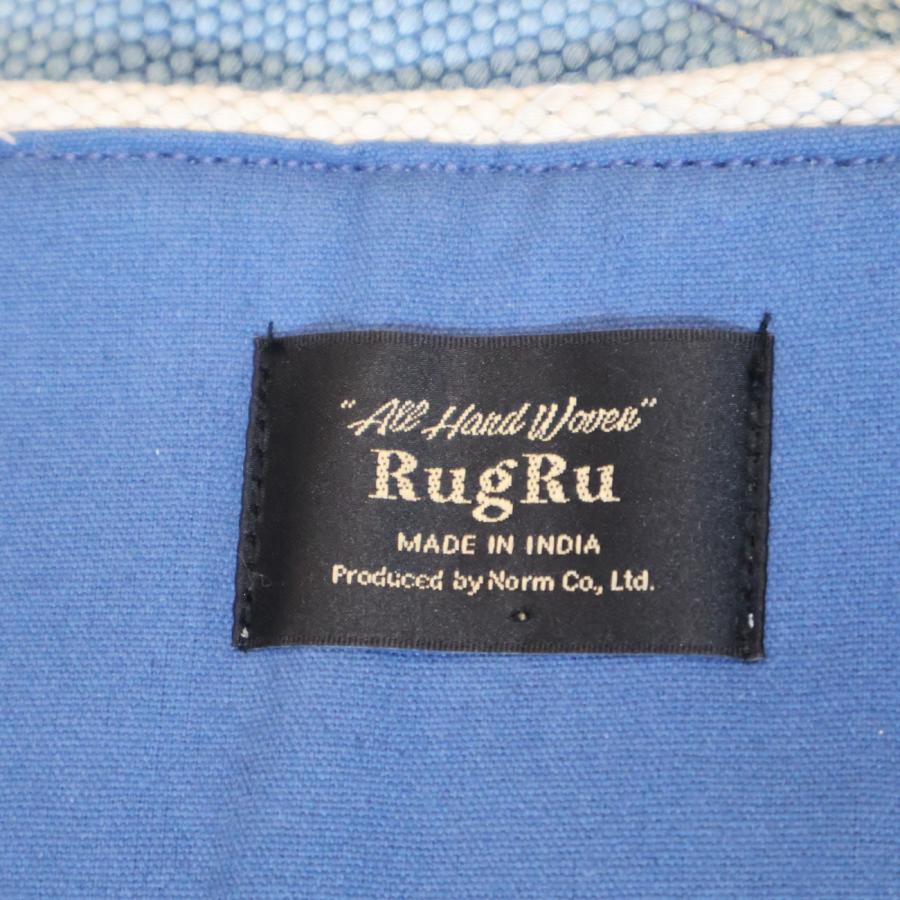 "All Hand Woven"
RugRu
MADE IN INDIA
Produced by Norm Co., Ltd.